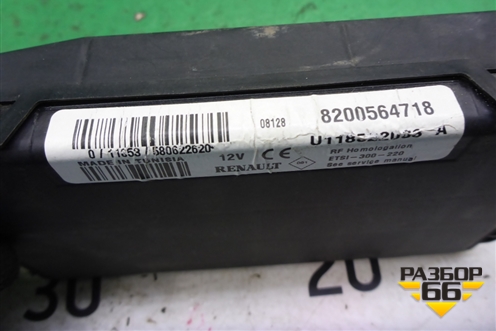 08128
8200564718
MADE IN TUNISIA
12V CE
RENAULT
RF Homologation
ETSI-300-220
See service manual
30
20
РАЗБОР
66